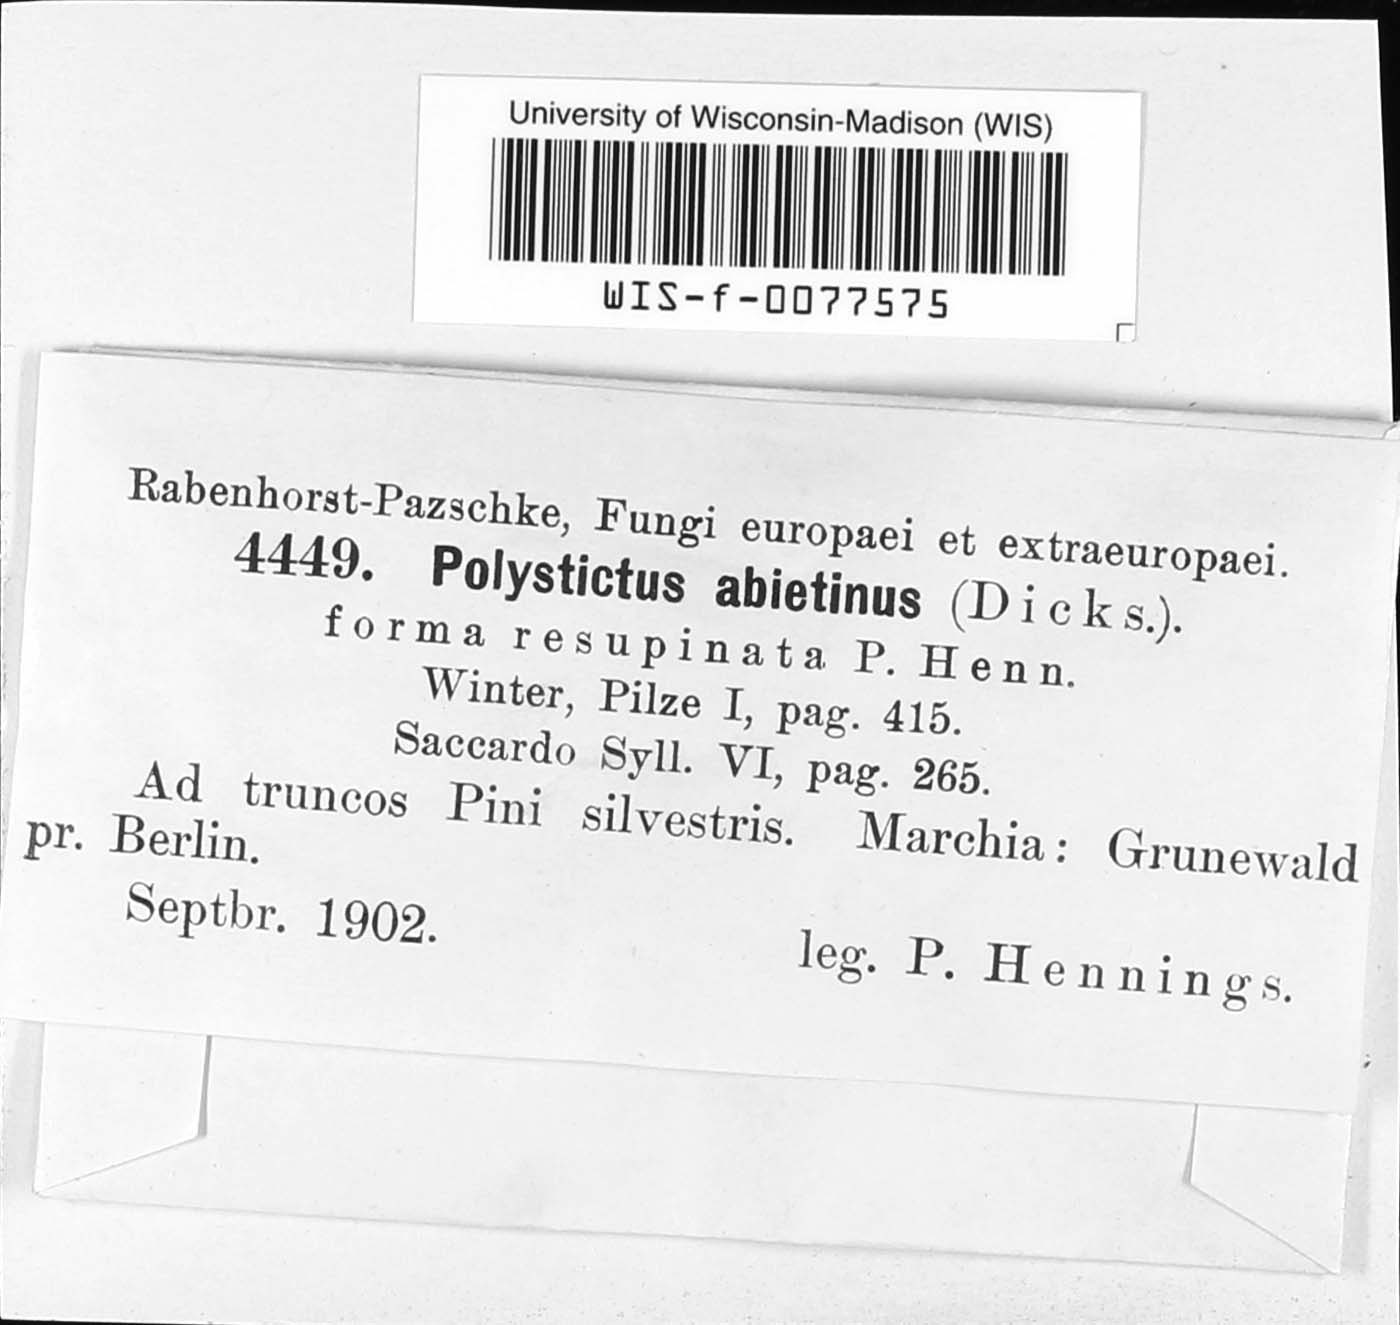 University of Wisconsin-Madison (WIS)
WIS-f-0077575
Rabenhorst-Pazschke, Fungi europaei et extraeuropaei.
4449. Polystictus abietinus (Dicks.).
forma resupinata P. Henn.
Winter, Pilze I, pag. 415.
Saccardo Syll. VI, pag. 265.
Ad truncos Pini silvestris. Marchia: Grunewald
pr. Berlin.
Septbr. 1902.
leg. P. Hennings.